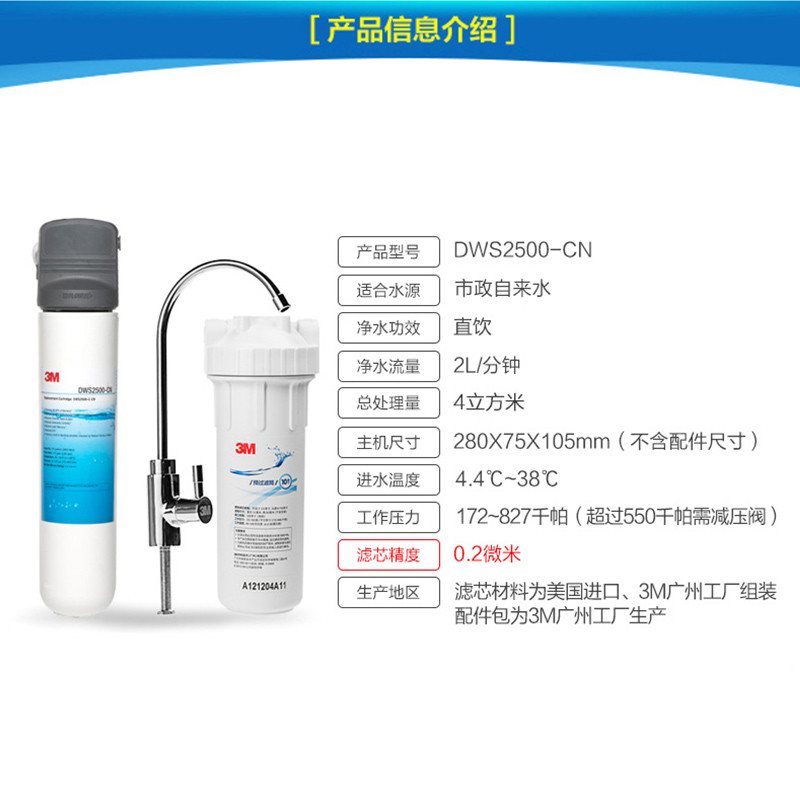 [ 产品信息介绍 ]
产品型号 DWS2500-CN
适合水源 市政自来水
净水功效 直饮
净水流量 2L/分钟
总处理量 4立方米
主机尺寸 280X75X105mm（不含配件尺寸）
进水温度 4.4℃~38℃
工作压力 172~827千帕（超过550千帕需减压阀）
滤芯精度 0.2微米
生产地区 滤芯材料为美国进口、3M广州工厂组装
配件包为3M广州工厂生产
3M
DWS2500-CN
3M
3M
101
A121204A11